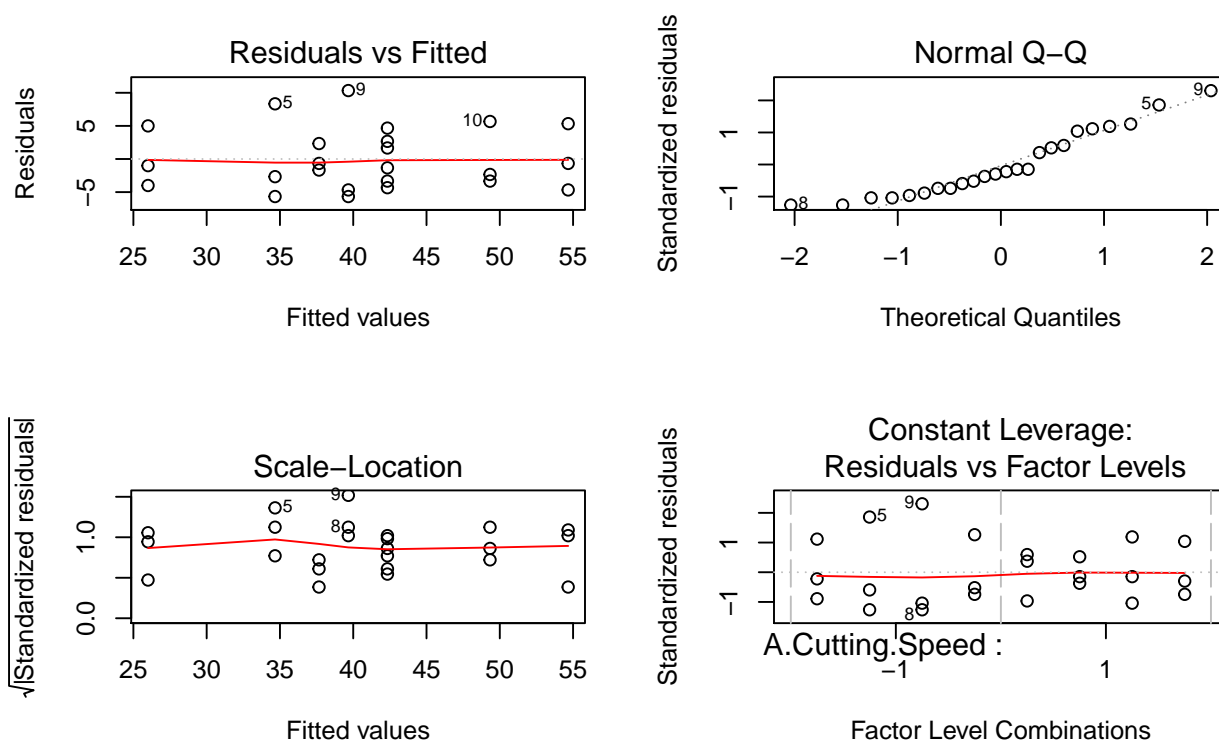 Residuals vs Fitted
Residuals
5
−5
5
9
10
25 30 35 40 45 50 55
Fitted values
Normal Q−Q
Standardized residuals
1
−1
8
5
9
−2 −1 0 1 2
Theoretical Quantiles
Scale−Location
√|Standardized residuals|
1.0
0.0
5
9
8
25 30 35 40 45 50 55
Fitted values
Constant Leverage:
Residuals vs Factor Levels
Standardized residuals
1
−1
5
9
8
A.Cutting.Speed :
−1 1
Factor Level Combinations